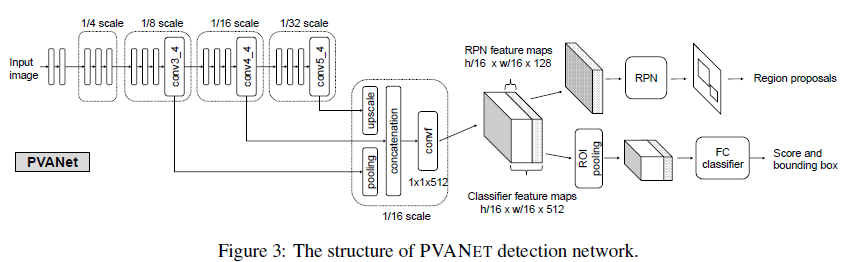 1/4 scale
1/8 scale
1/16 scale
1/32 scale
Input
image
conv3_4
conv4_4
conv5_4
upscale
pooling
concatenation
convf
1x1x512
1/16 scale
PVANet
RPN feature maps
h/16 x w/16 x 128
Classifier feature maps
h/16 x w/16 x 512
RPN
Region proposals
ROI
pooling
FC
classifier
Score and
bounding box
Figure 3: The structure of PVANET detection network.